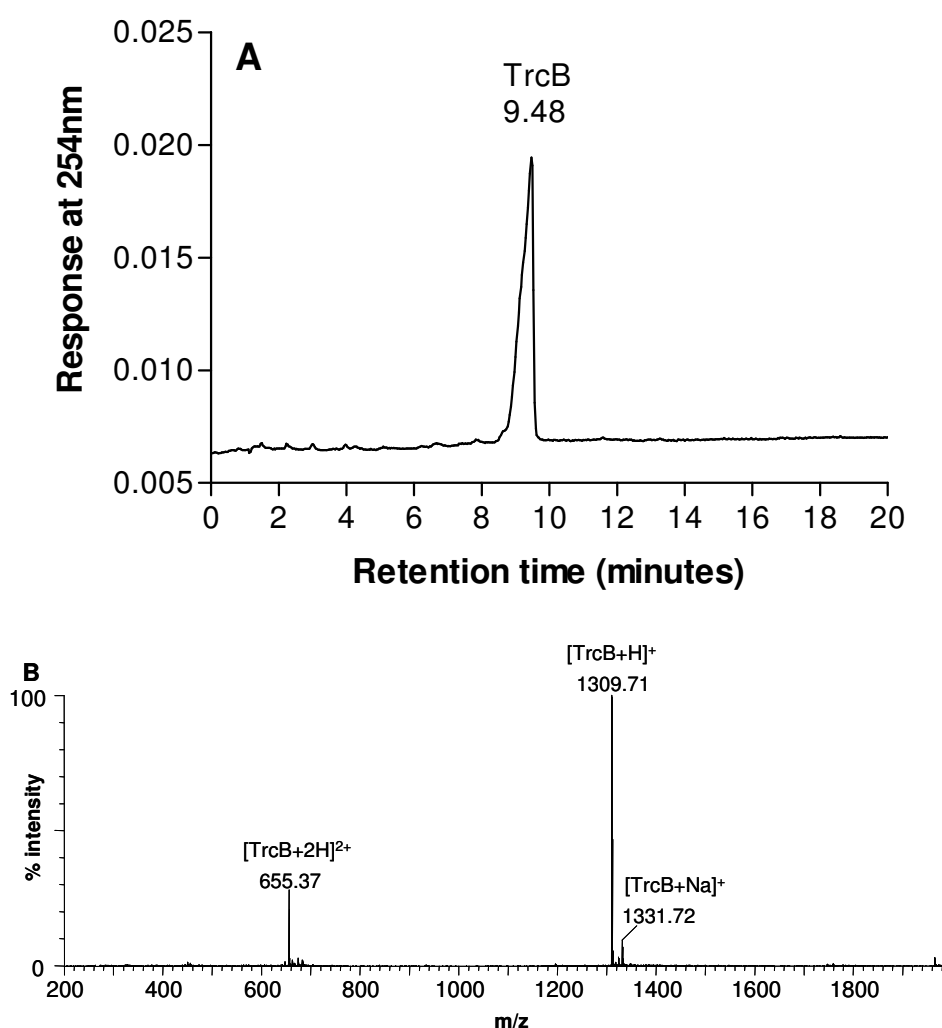 A
TrcB
9.48
Response at 254nm
0.025
0.020
0.015
0.010
0.005
0 2 4 6 8 10 12 14 16 18 20
Retention time (minutes)
B
[TrcB+H]⁺
1309.71
100
% intensity
[TrcB+2H]²⁺
655.37
[TrcB+Na]⁺
1331.72
0
200 400 600 800 1000 1200 1400 1600 1800
m/z